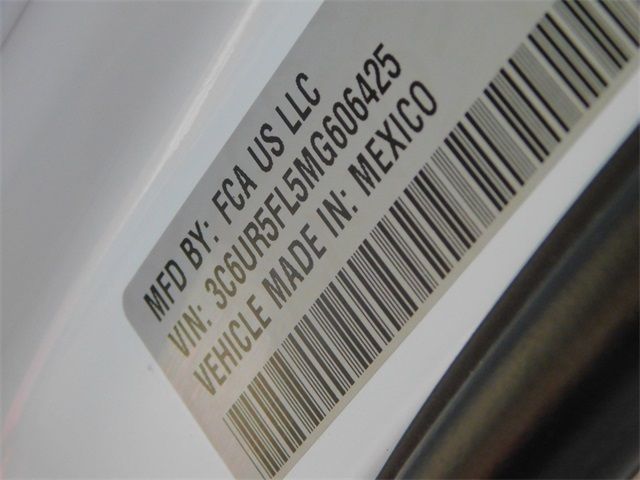 MFD BY: FCA US LLC
VIN: 3C6UR5FL5MG606425
VEHICLE MADE IN: MEXICO